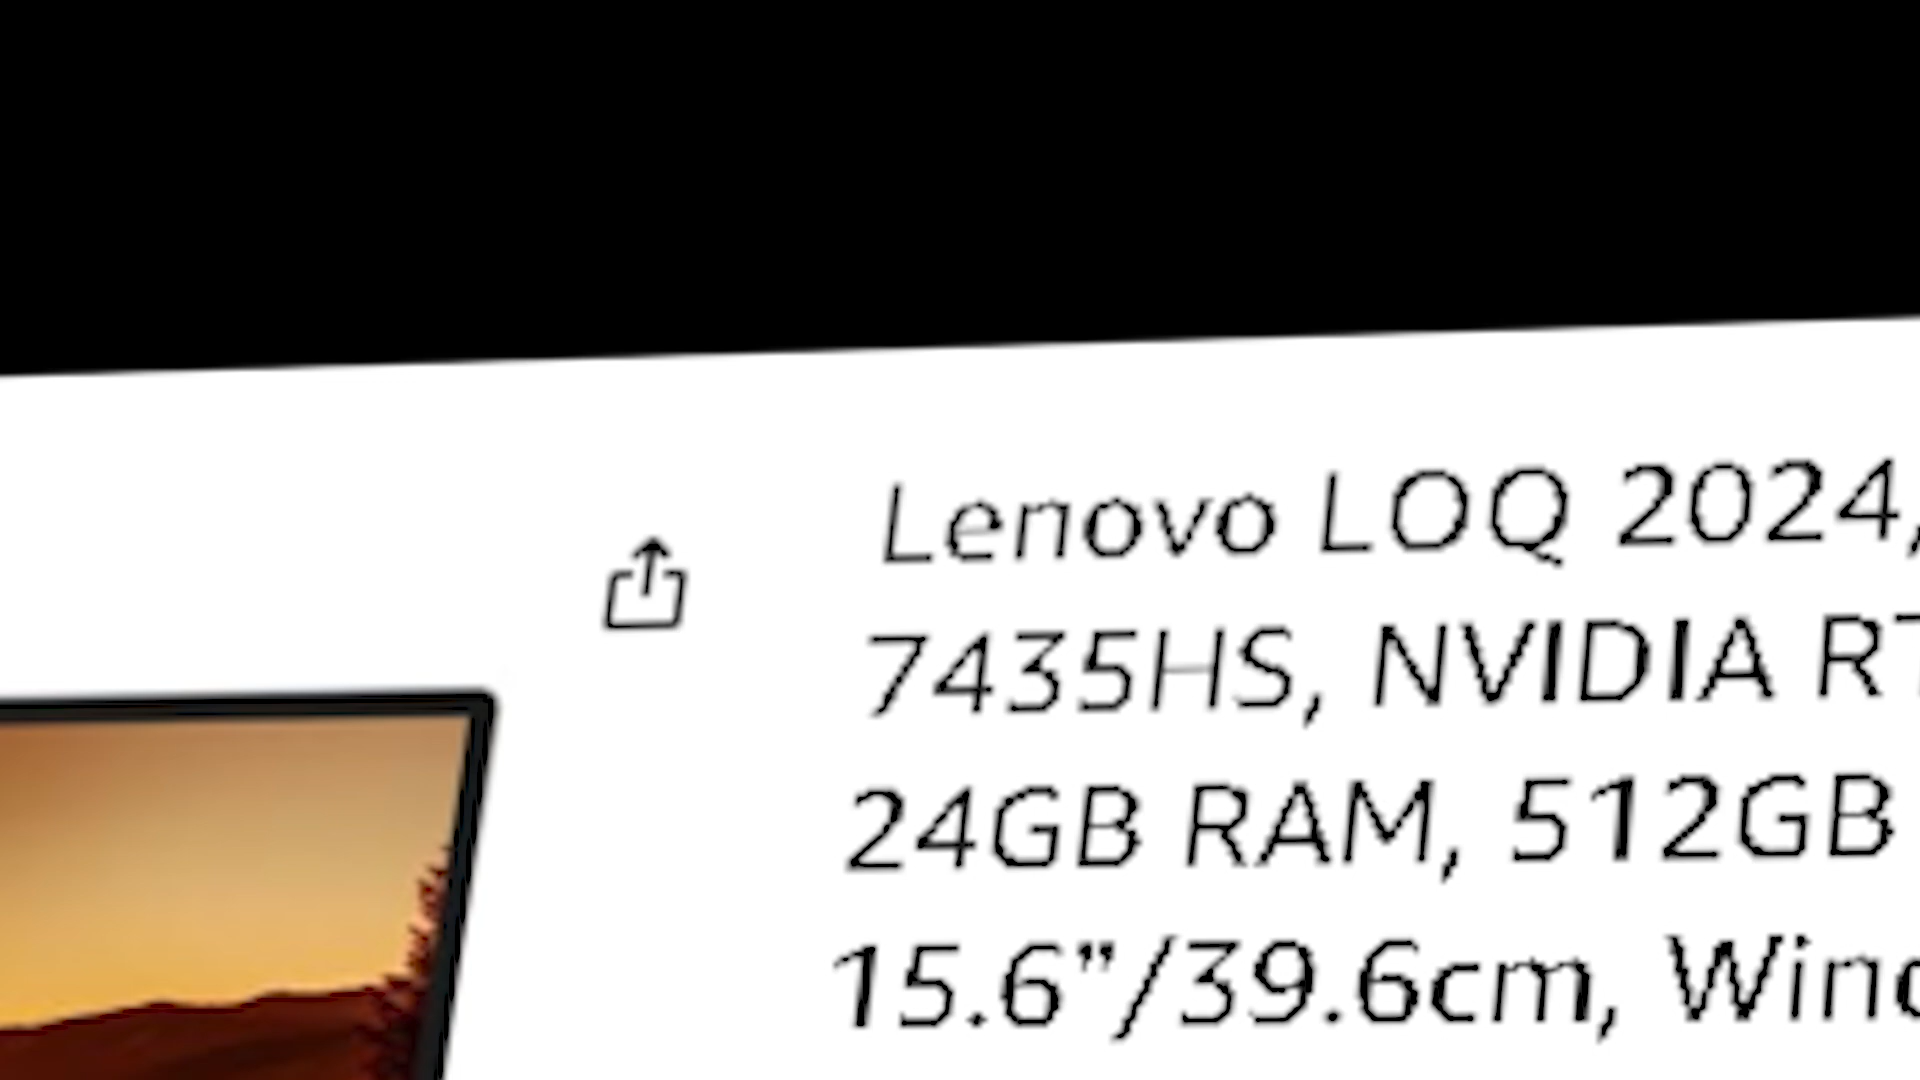 Lenovo LOQ 2024,
7435HS, NVIDIA
24GB RAM, 512GB
15.6"/39.6cm,